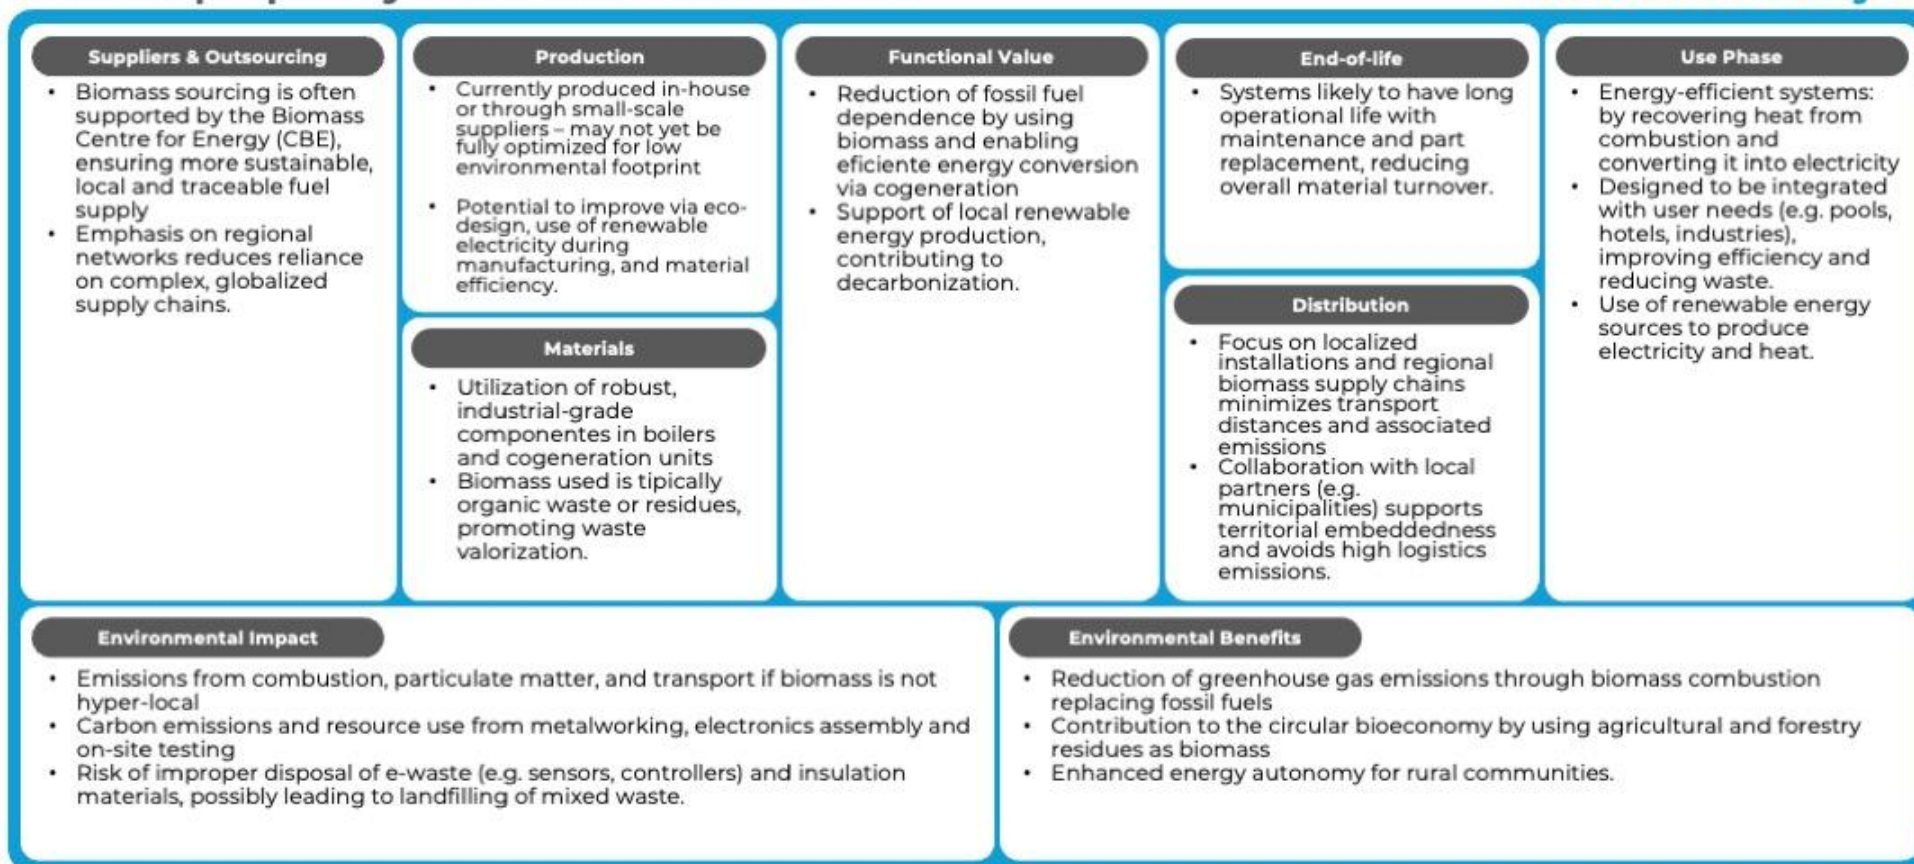 Suppliers & Outsourcing
• Biomass sourcing is often
supported by the Biomass
Centre for Energy (CBE),
ensuring more sustainable,
local and traceable fuel
supply
• Emphasis on regional
networks reduces reliance
on complex, globalized
supply chains.
Production
• Currently produced in-house
or through small-scale
suppliers – may not yet be
fully optimized for low
environmental footprint
• Potential to improve via eco-
design, use of renewable
electricity during
manufacturing, and material
efficiency.
Materials
• Utilization of robust,
industrial-grade
componentes in boilers
and cogeneration units
• Biomass used is tipically
organic waste or residues,
promoting waste
valorization.
Functional Value
• Reduction of fossil fuel
dependence by using
biomass and enabling
eficiente energy conversion
via cogeneration
• Support of local renewable
energy production,
contributing to
decarbonization.
End-of-life
• Systems likely to have long
operational life with
maintenance and part
replacement, reducing
overall material turnover.
Distribution
• Focus on localized
installations and regional
biomass supply chains
minimizes transport
distances and associated
emissions
• Collaboration with local
partners (e.g.
municipalities) supports
territorial embeddedness
and avoids high logistics
emissions.
Use Phase
• Energy-efficient systems:
by recovering heat from
combustion and
converting it into electricity
• Designed to be integrated
with user needs (e.g. pools,
hotels, industries),
improving efficiency and
reducing waste.
• Use of renewable energy
sources to produce
electricity and heat.
Environmental Impact
• Emissions from combustion, particulate matter, and transport if biomass is not
hyper-local
• Carbon emissions and resource use from metalworking, electronics assembly and
on-site testing
• Risk of improper disposal of e-waste (e.g. sensors, controllers) and insulation
materials, possibly leading to landfilling of mixed waste.
Environmental Benefits
• Reduction of greenhouse gas emissions through biomass combustion
replacing fossil fuels
• Contribution to the circular bioeconomy by using agricultural and forestry
residues as biomass
• Enhanced energy autonomy for rural communities.